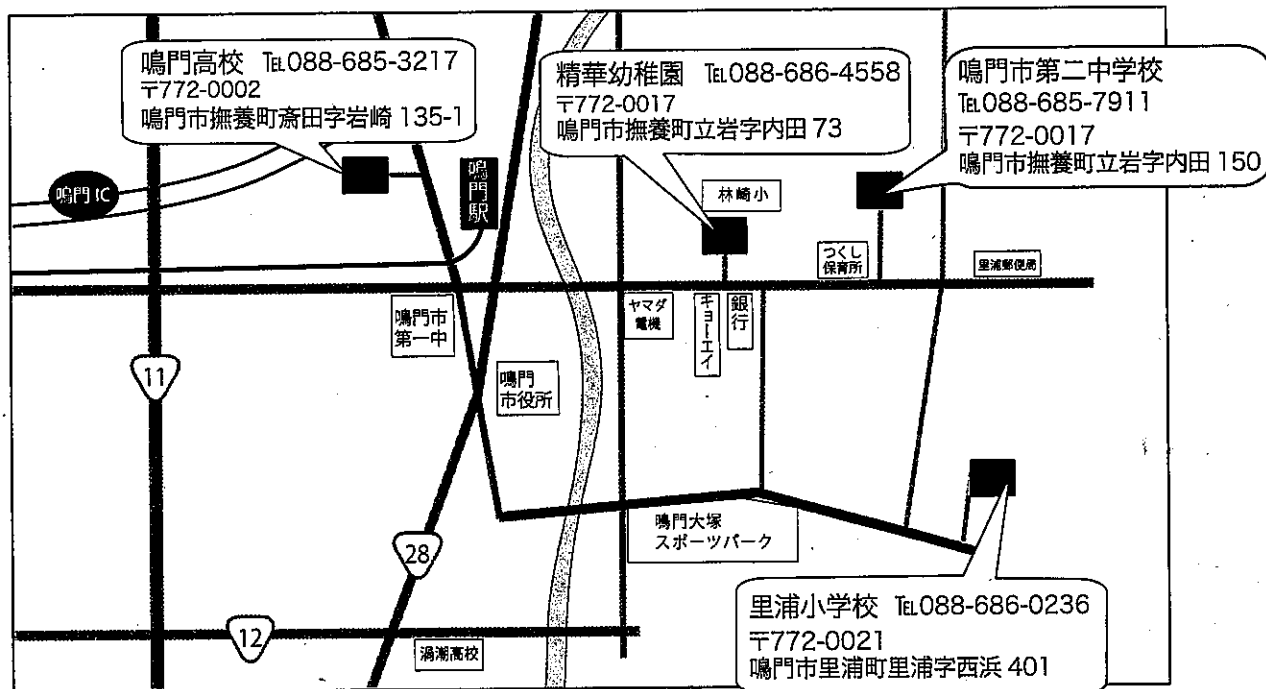 鳴門高校 ℡088-685-3217
〒772-0002
鳴門市撫養町斎田字岩崎 135-1
精華幼稚園 ℡088-686-4558
〒772-0017
鳴門市撫養町立岩字内田 73
鳴門市第二中学校
℡088-685-7911
〒772-0017
鳴門市撫養町立岩字内田 150
鳴門 IC
鳴門駅
林崎小
つくし
保育所
里浦郵便局
鳴門市
第一中
ヤマダ
電機
キョーエイ
銀行
11
鳴門
市役所
鳴門大塚
スポーツパーク
28
12
渦潮高校
里浦小学校 ℡088-686-0236
〒772-0021
鳴門市里浦町里浦字西浜 401